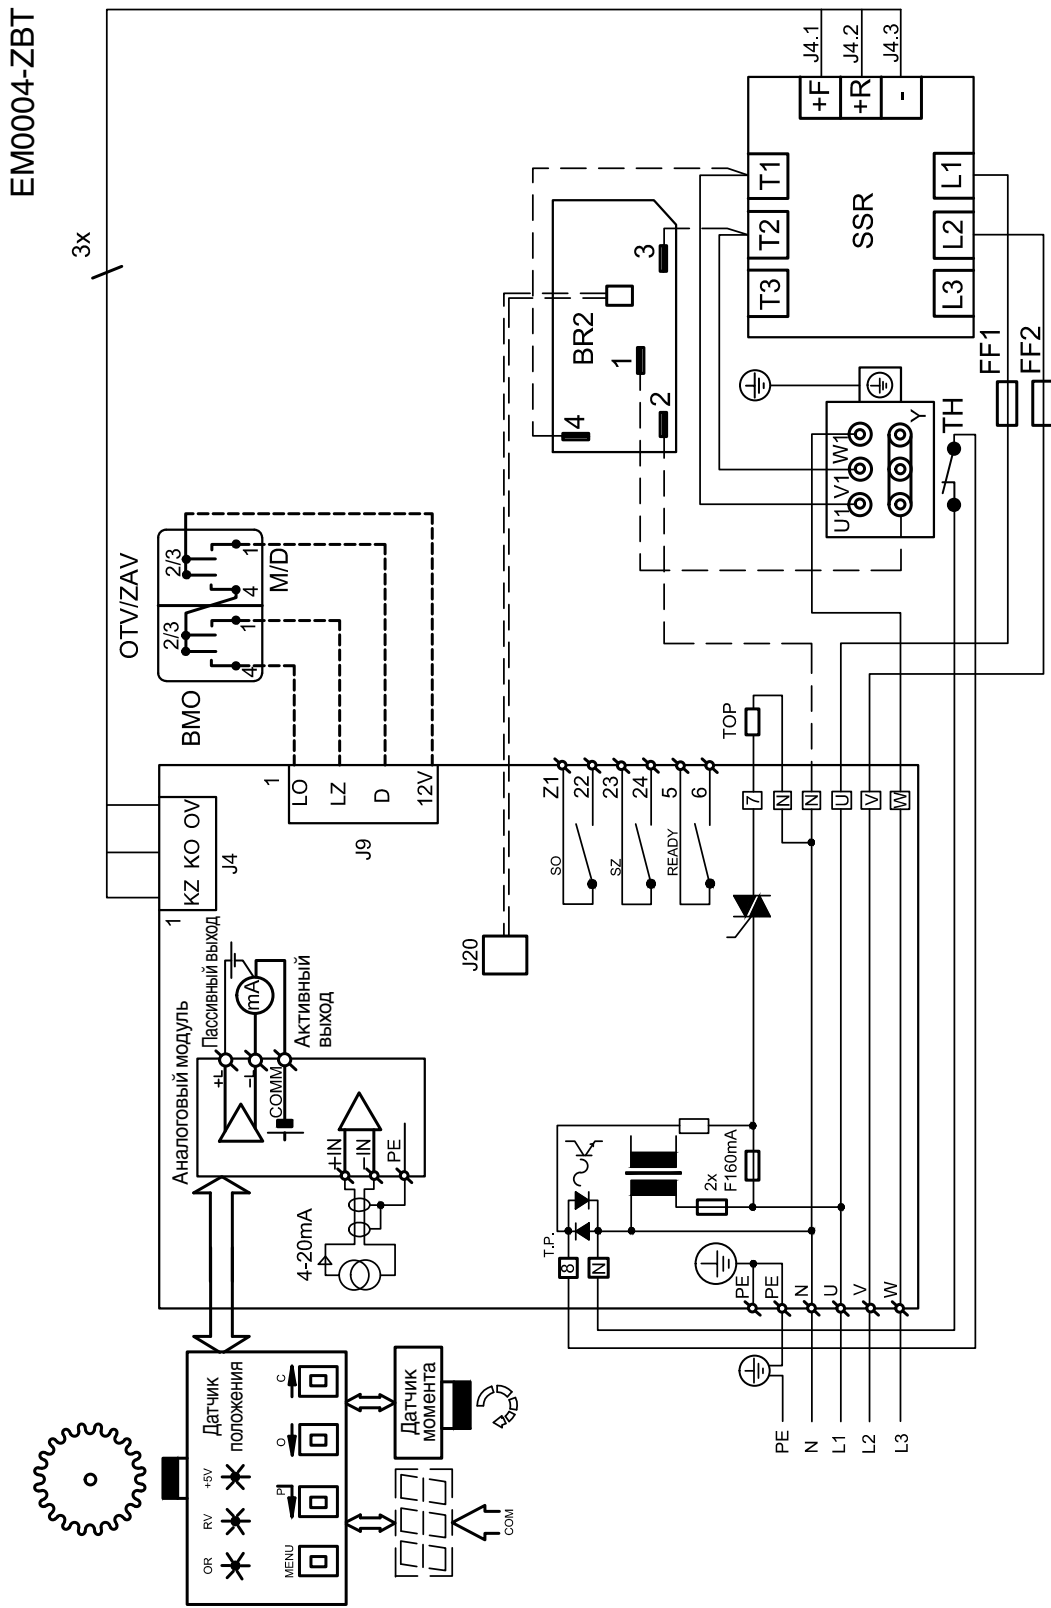 EM0004-ZBT
3x
J4.1
J4.2
J4.3
+F
+R
-
T1
T2
T3
L1
L2
L3
SSR
BR2
3
1
2
4
FF1
FF2
TH
U1
V1
W1
Y
OTV/ZAV
2/3
2/3
1
4
1
4
M/D
BMO
1
LO
LZ
D
12V
J9
1
KZ
KO
OV
J4
J20
Аналоговый модуль
Пассивный выход
Активный
выход
mA
+L
-L
COMM
+IN
-IN
PE
4-20mA
Z1
22
23
24
5
6
SO
SZ
READY
TOP
7
N
N
U
V
W
2x
F160mA
T.P.
8
N
PE
PE
N
U
V
W
PE
N
L1
L2
L3
Датчик
положения
+5V
RV
OR
MENU
P
O
C
Датчик
момента
COM